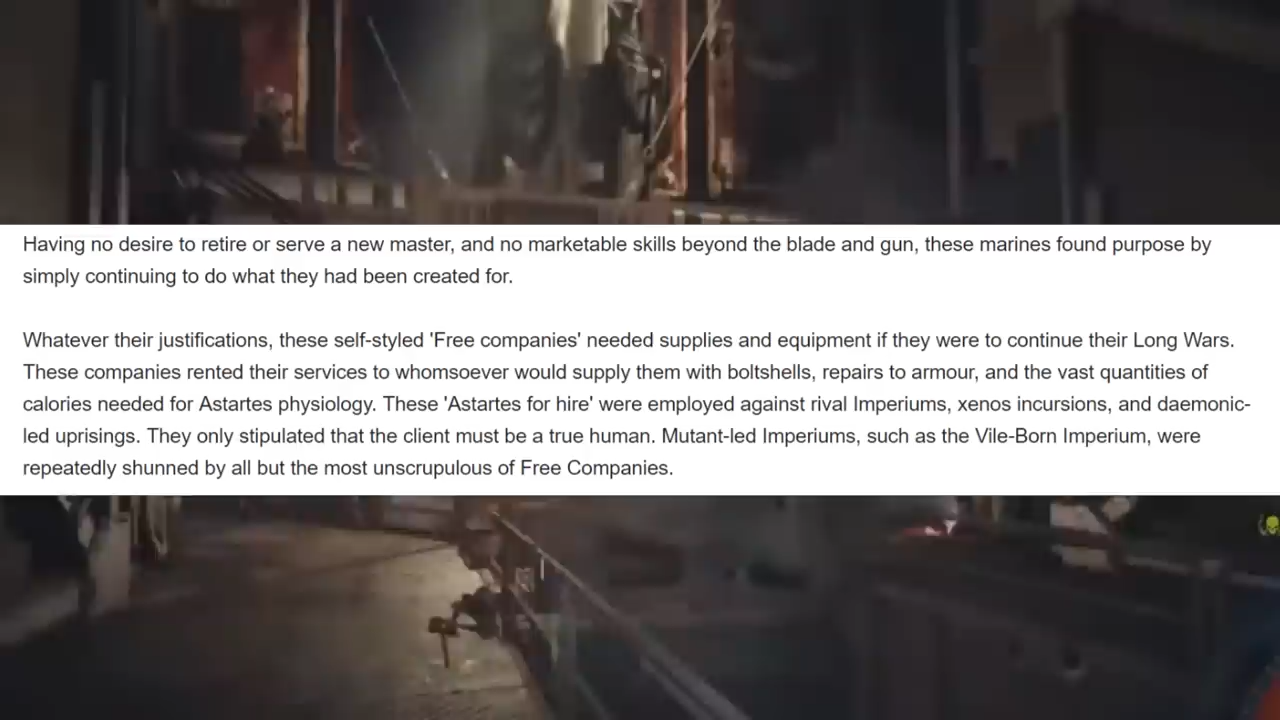 Having no desire to retire or serve a new master, and no marketable skills beyond the blade and gun, these marines found purpose by
simply continuing to do what they had been created for.
Whatever their justifications, these self-styled 'Free companies' needed supplies and equipment if they were to continue their Long Wars.
These companies rented their services to whomsoever would supply them with boltshells, repairs to armour, and the vast quantities of
calories needed for Astartes physiology. These 'Astartes for hire' were employed against rival Imperiums, xenos incursions, and daemonic-
led uprisings. They only stipulated that the client must be a true human. Mutant-led Imperiums, such as the Vile-Born Imperium, were
repeatedly shunned by all but the most unscrupulous of Free Companies.